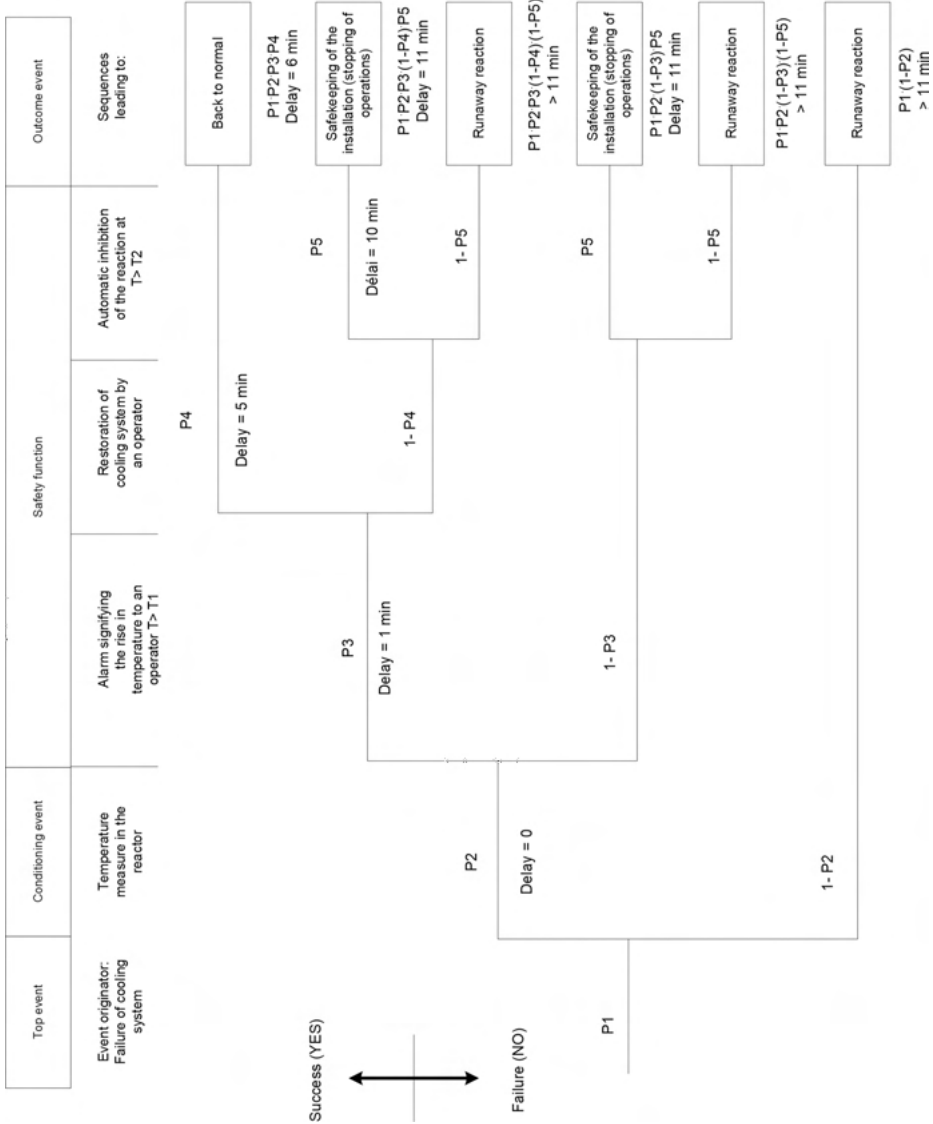 Top event
Conditioning event
Safety function
Outcome event
Event originator:
Failure of cooling
system
Temperature
measure in the
reactor
Alarm signifying
the rise in
temperature to an
operator T> T1
Restoration of
cooling system by
an operator
Automatic inhibition
of the reaction at
T> T2
Sequences
leading to:
Success (YES)
Failure (NO)
P1
P2
Delay = 0
1- P2
P3
Delay = 1 min
1- P3
P4
Delay = 5 min
1- P4
P5
Délai = 10 min
1- P5
P5
1- P5
Back to normal
P1·P2·P3·P4
Delay = 6 min
Safekeeping of the
installation (stopping of
operations)
P1·P2·P3·(1-P4)·P5
Delay = 11 min
Runaway reaction
P1·P2·P3·(1-P4)·(1-P5)
> 11 min
Safekeeping of the
installation (stopping of
operations)
P1·P2·(1-P3)·P5
Delay = 11 min
Runaway reaction
P1·P2·(1-P3)·(1-P5)
> 11 min
Runaway reaction
P1·(1-P2)
> 11 min